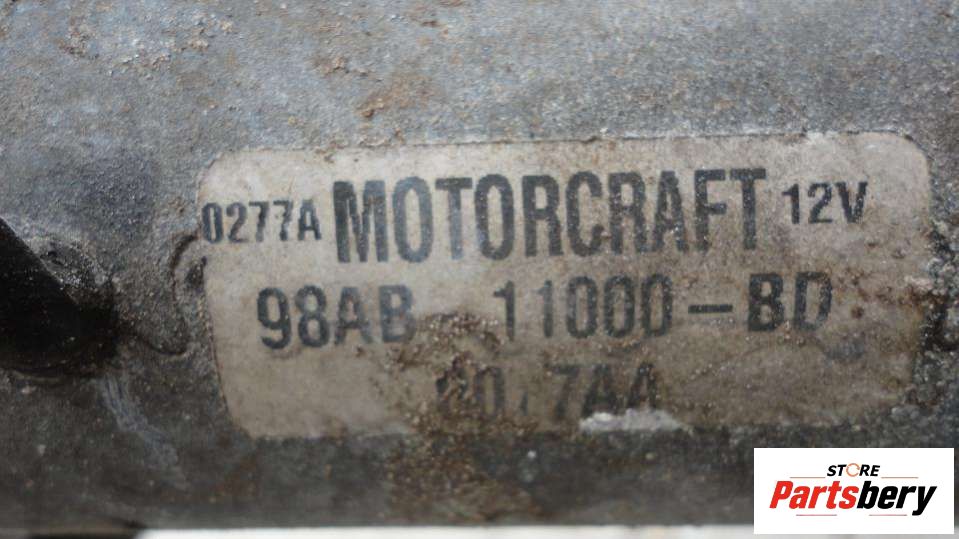 0277A MOTORCRAFT 12V
98AB 11000-BD
STORE
Partsbery